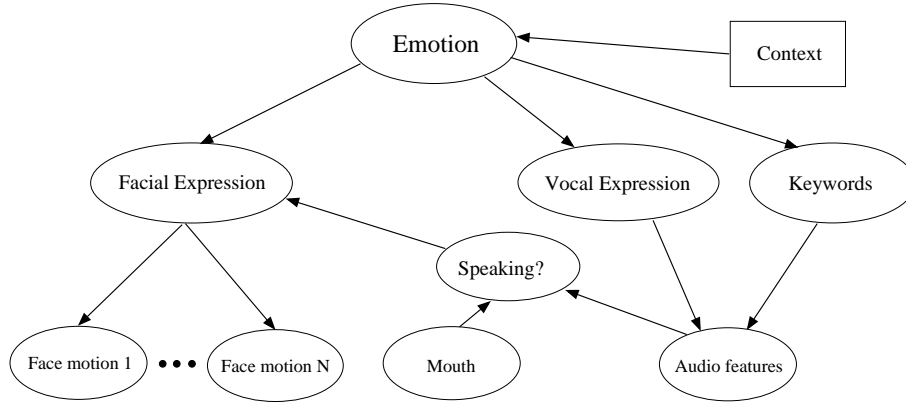 Emotion
Context
Facial Expression
Vocal Expression
Keywords
Speaking?
Face motion 1
Face motion N
Mouth
Audio features